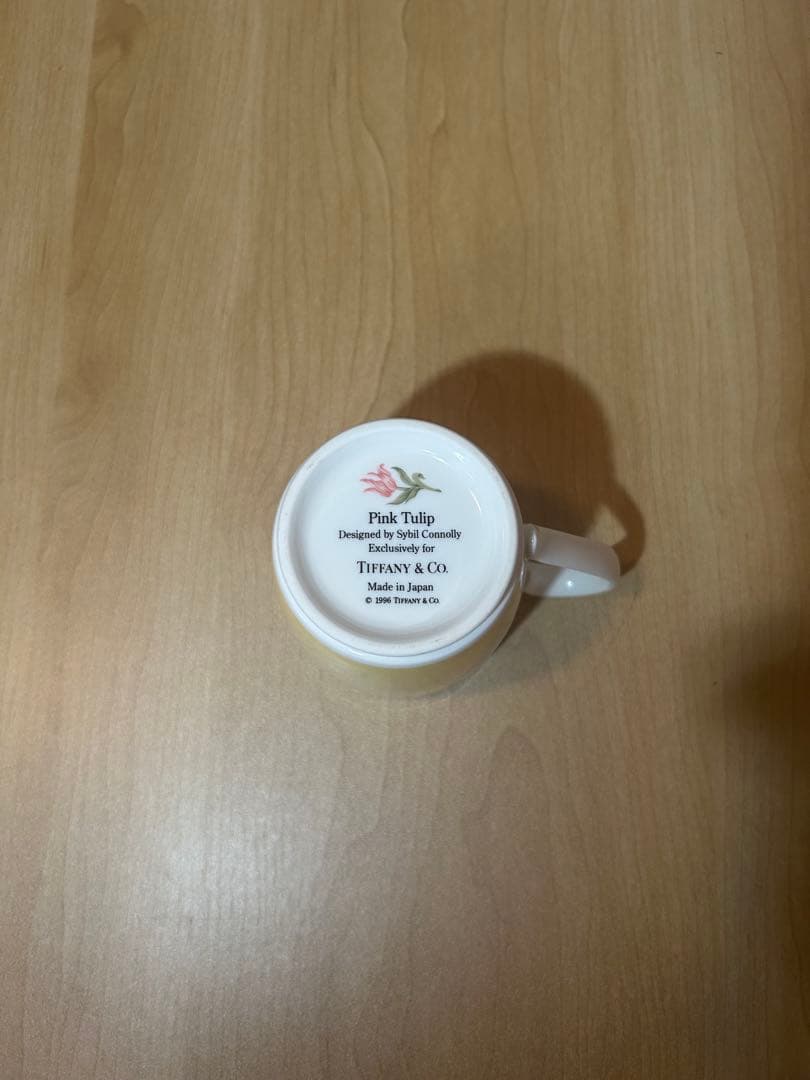 Pink Tulip
Designed by Sybil Connolly
Exclusively for
TIFFANY & CO.
Made in Japan
© 1996 TIFFANY & CO.